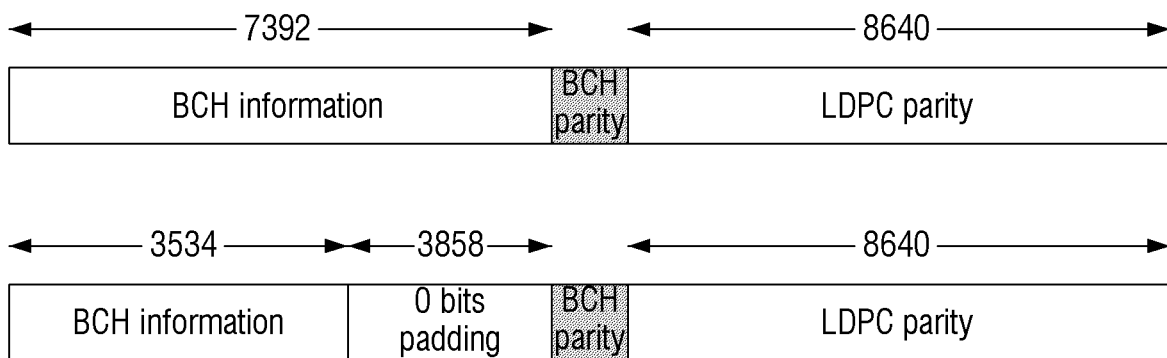 7392 8640
BCH information BCH parity LDPC parity
3534 3858 8640
BCH information 0 bits padding BCH parity LDPC parity